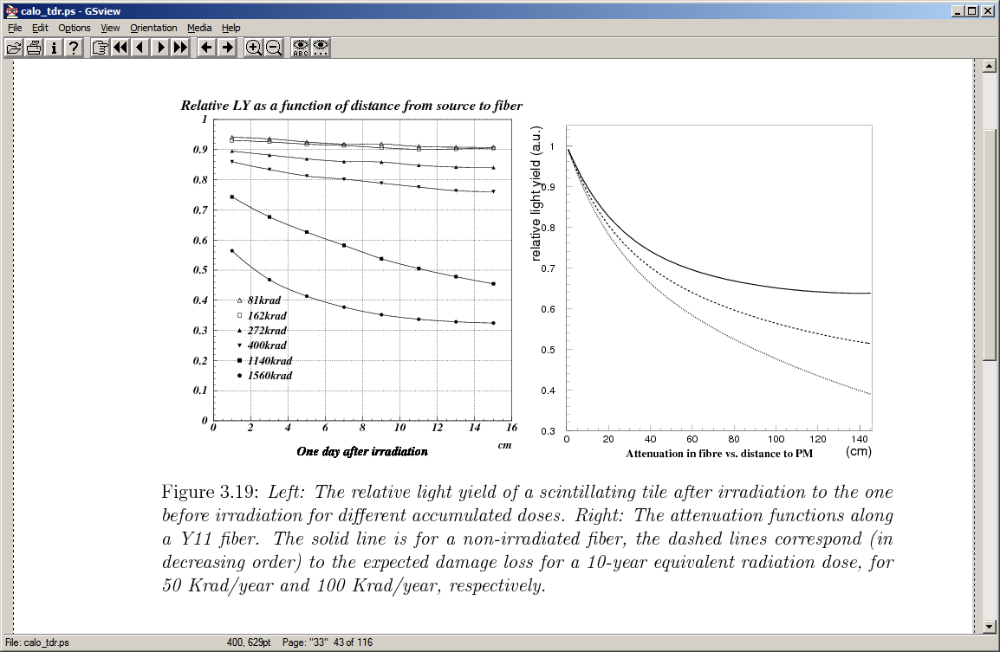 calo_tdr.ps - GSview
File Edit Options View Orientation Media Help
i ? ABC
Relative LY as a function of distance from source to fiber
1
0.9
0.8
0.7
0.6
0.5
0.4
0.3
0.2
0.1
0
81krad
162krad
272krad
400krad
1140krad
1560krad
0 2 4 6 8 10 12 14 16
cm
One day after irradiation
relative light yield (a.u.)
1
0.9
0.8
0.7
0.6
0.5
0.4
0.3
0 20 40 60 80 100 120 140
Attenuation in fibre vs. distance to PM (cm)
Figure 3.19: Left: The relative light yield of a scintillating tile after irradiation to the one
before irradiation for different accumulated doses. Right: The attenuation functions along
a Y11 fiber. The solid line is for a non-irradiated fiber, the dashed lines correspond (in
decreasing order) to the expected damage loss for a 10-year equivalent radiation dose, for
50 Krad/year and 100 Krad/year, respectively.
File: calo_tdr.ps 400, 629pt Page: "33" 43 of 116